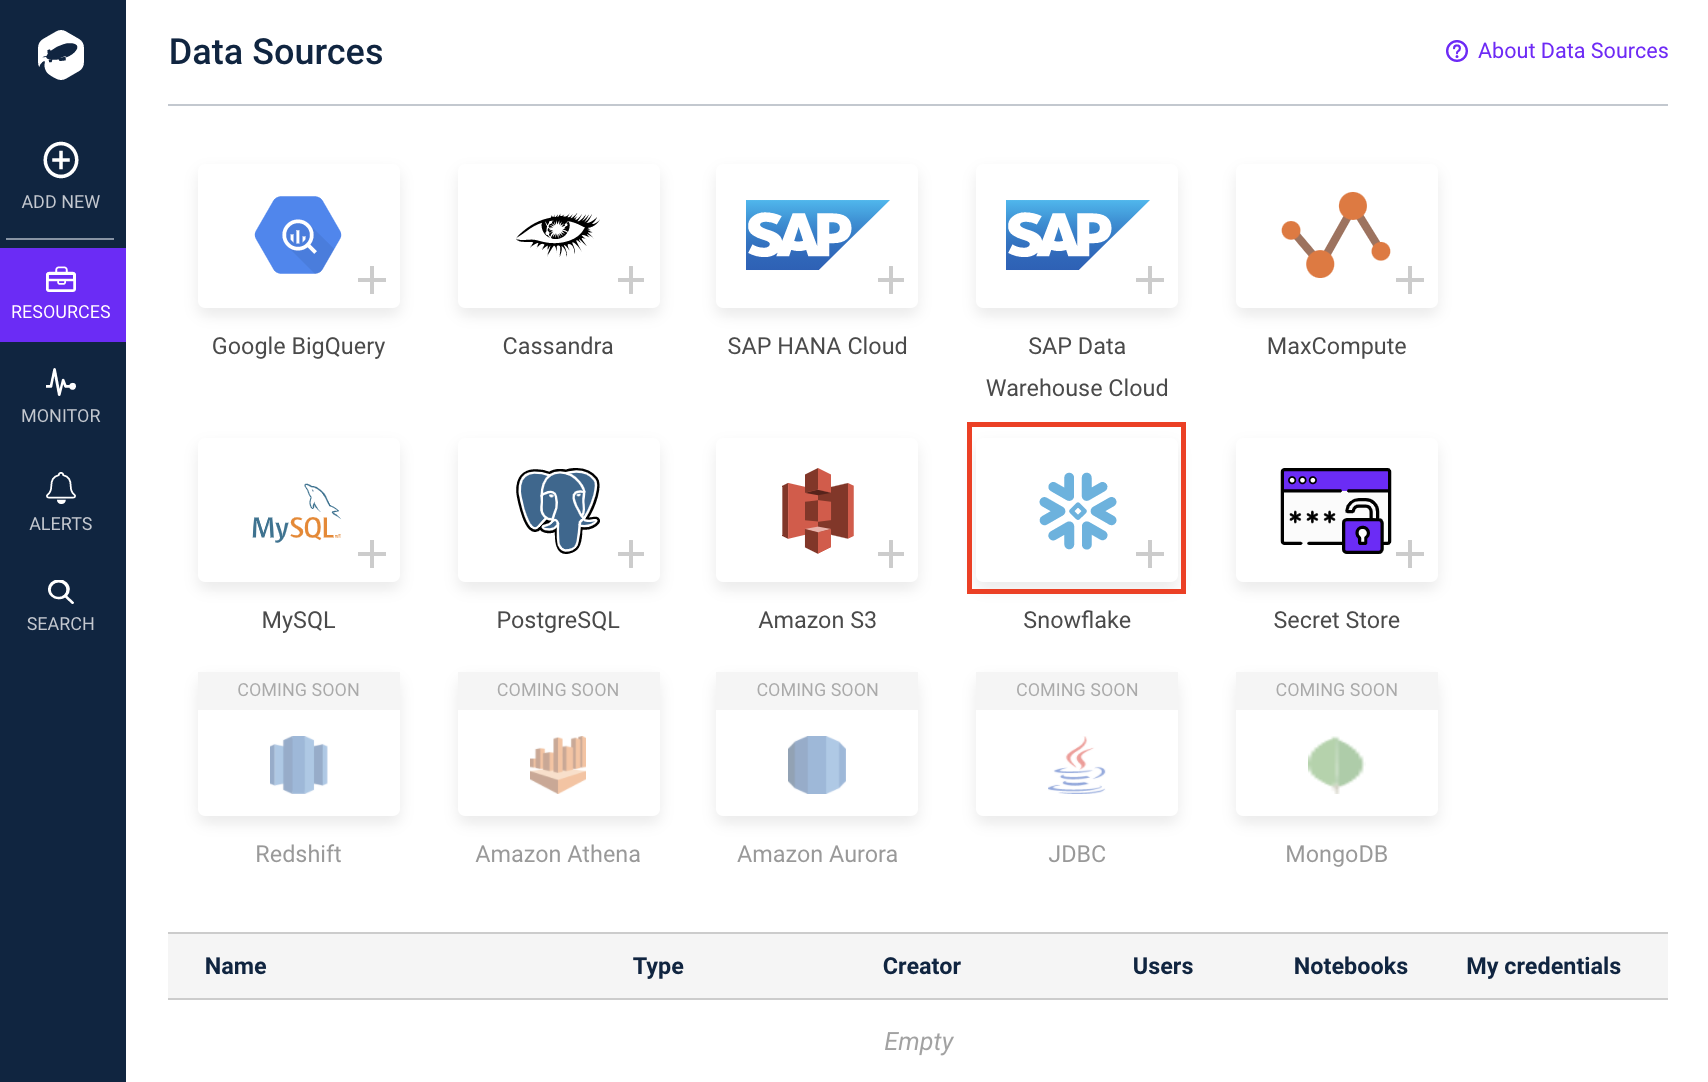 Data Sources
About Data Sources
ADD NEW
RESOURCES
MONITOR
ALERTS
SEARCH
SAP
SAP
Google BigQuery
Cassandra
SAP HANA Cloud
SAP Data
Warehouse Cloud
MaxCompute
MySQL
***
MySQL
PostgreSQL
Amazon S3
Snowflake
Secret Store
COMING SOON
COMING SOON
COMING SOON
COMING SOON
COMING SOON
Redshift
Amazon Athena
Amazon Aurora
JDBC
MongoDB
Name
Type
Creator
Users
Notebooks
My credentials
Empty